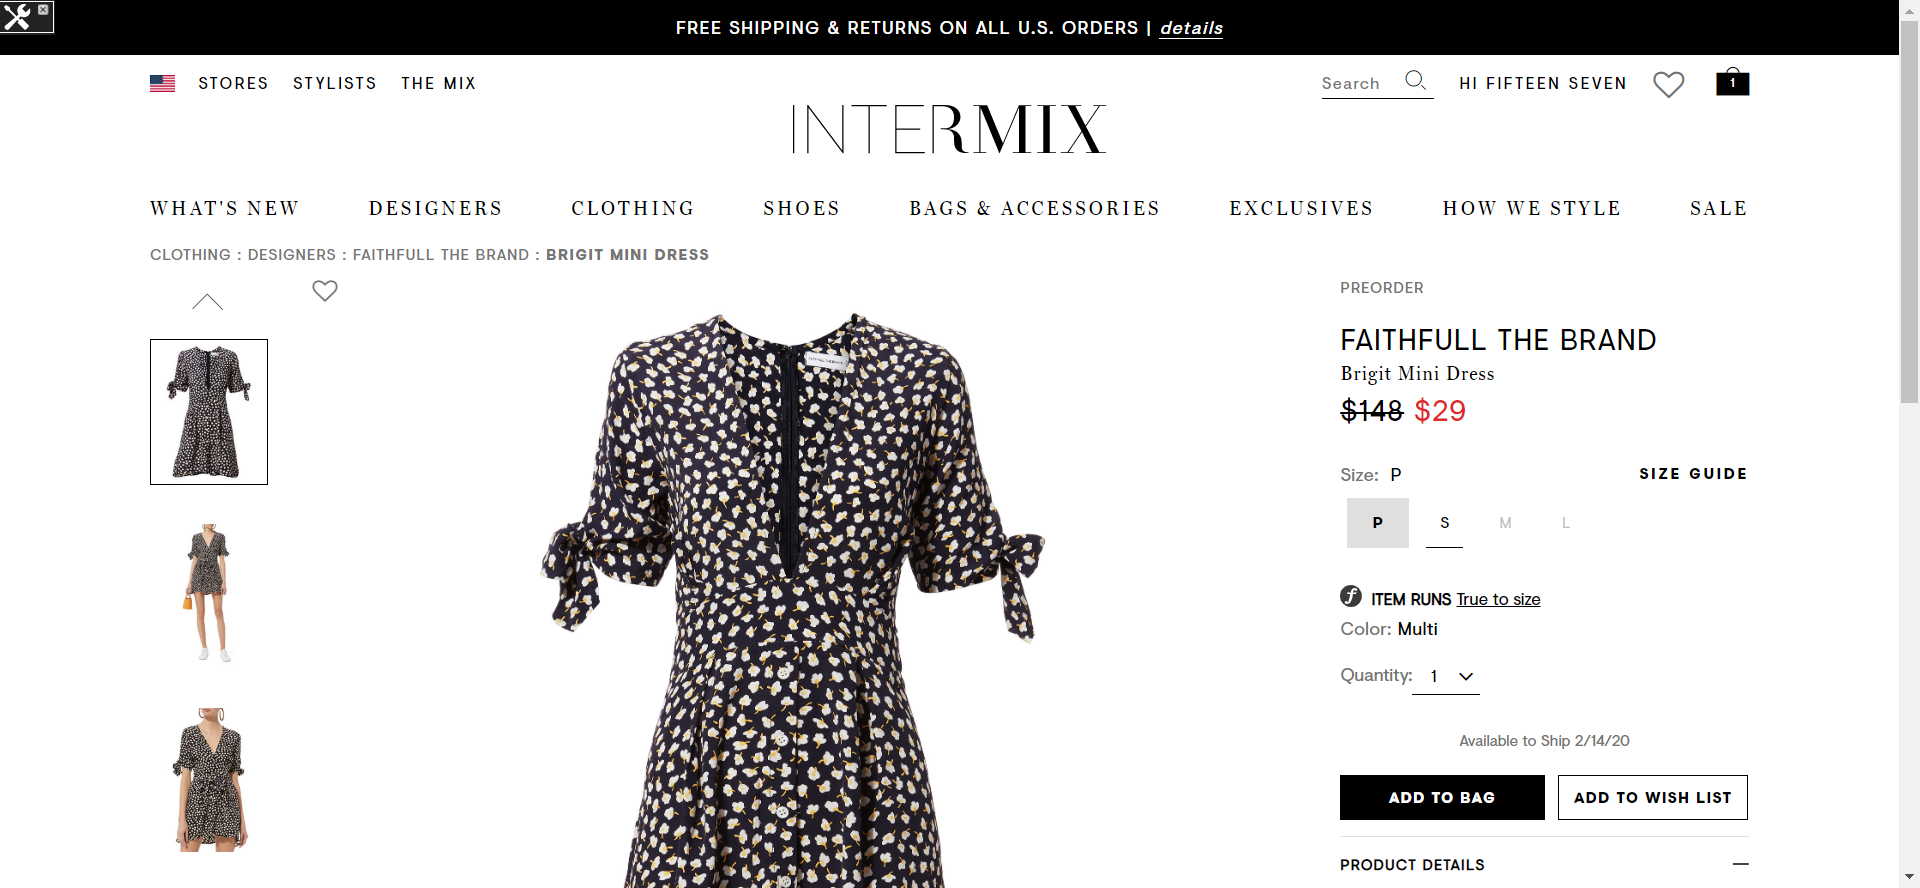 FREE SHIPPING & RETURNS ON ALL U.S. ORDERS | details
STORES STYLISTS THE MIX
Search HI FIFTEEN SEVEN 1
INTERMIX
WHAT'S NEW DESIGNERS CLOTHING SHOES BAGS & ACCESSORIES EXCLUSIVES HOW WE STYLE SALE
CLOTHING : DESIGNERS : FAITHFULL THE BRAND : BRIGIT MINI DRESS
PREORDER
FAITHFULL THE BRAND
Brigit Mini Dress
$148 $29
Size: P SIZE GUIDE
P S M L
f ITEM RUNS True to size
Color: Multi
Quantity: 1
Available to Ship 2/14/20
ADD TO BAG ADD TO WISH LIST
PRODUCT DETAILS